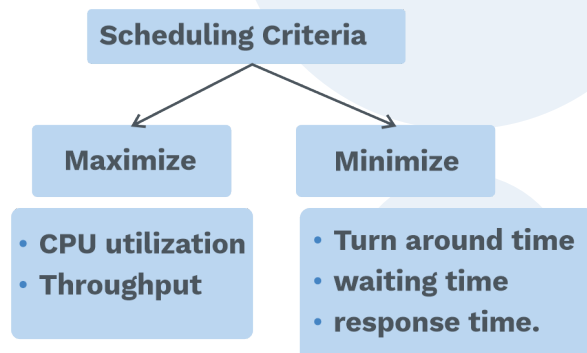 Scheduling Criteria
Maximize
Minimize
• CPU utilization
• Throughput
• Turn around time
• waiting time
• response time.